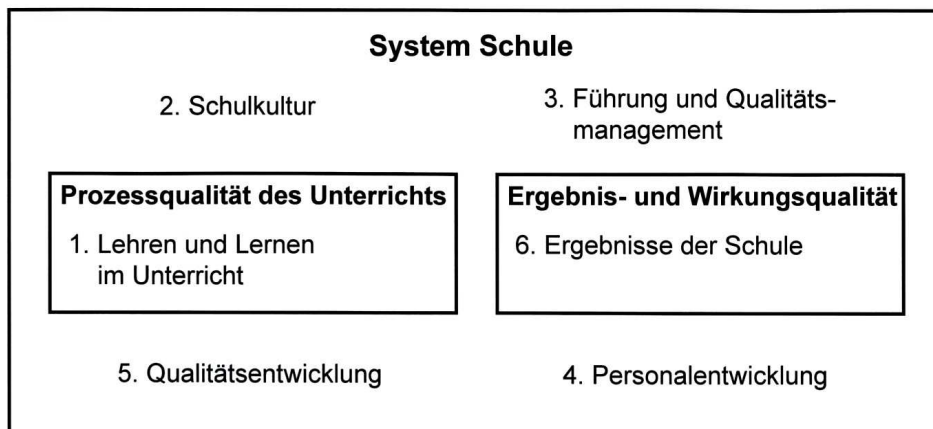 System Schule
2. Schulkultur
3. Führung und Qualitäts-
management
Prozessqualität des Unterrichts
1. Lehren und Lernen
im Unterricht
Ergebnis- und Wirkungsqualität
6. Ergebnisse der Schule
5. Qualitätsentwicklung
4. Personalentwicklung